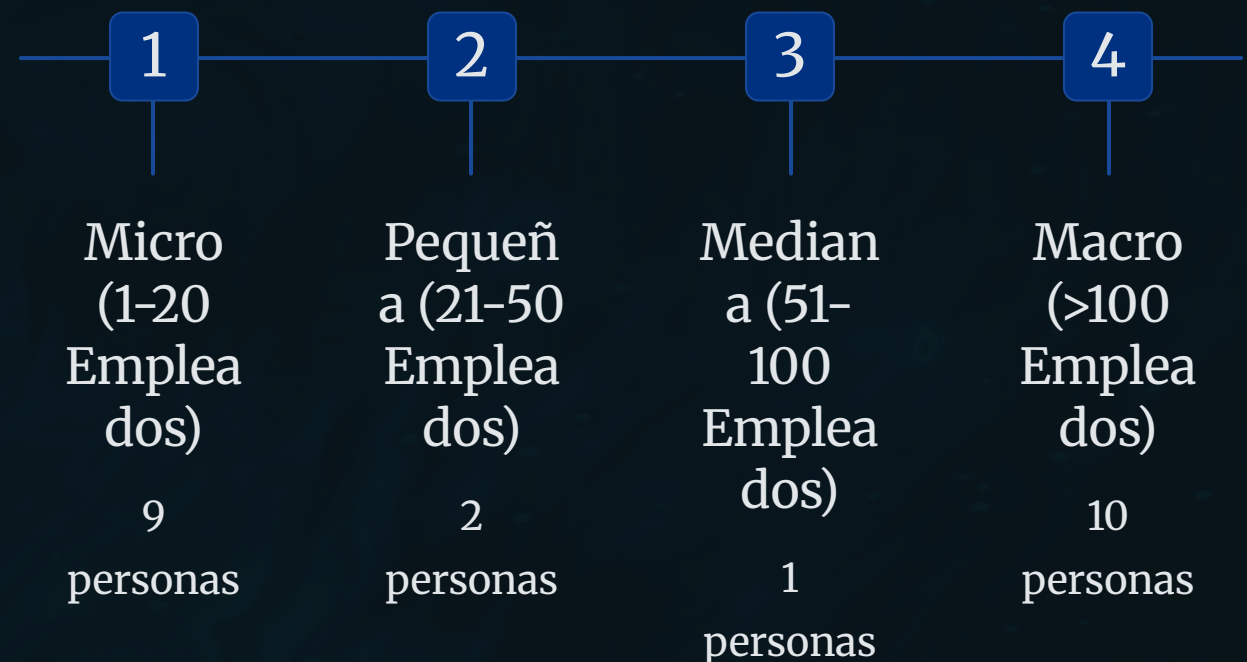 1
Micro
(1-20
Emplea
dos)
9
personas
2
Pequeñ
a (21-50
Emplea
dos)
2
personas
3
Median
a (51-
100
Emplea
dos)
1
personas
4
Macro
(>100
Emplea
dos)
10
personas